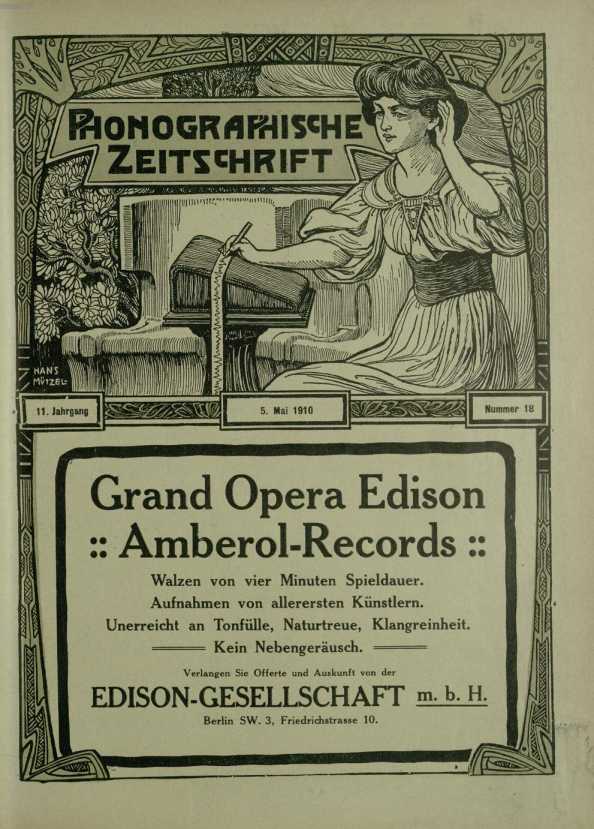 PHONOGRAPHISCHE
ZEITSCHRIFT
HANS
MÜTZEL
11. Jahrgang
5. Mai 1910
Nummer 18
Grand Opera Edison
:: Amberol-Records ::
Walzen von vier Minuten Spieldauer.
Aufnahmen von allerersten Künstlern.
Unerreicht an Tonfülle, Naturtreue, Klangreinheit.
Kein Nebengeräusch.
Verlangen Sie Offerte und Auskunft von der
EDISON-GESELLSCHAFT m. b. H.
Berlin SW. 3, Friedrichstrasse 10.